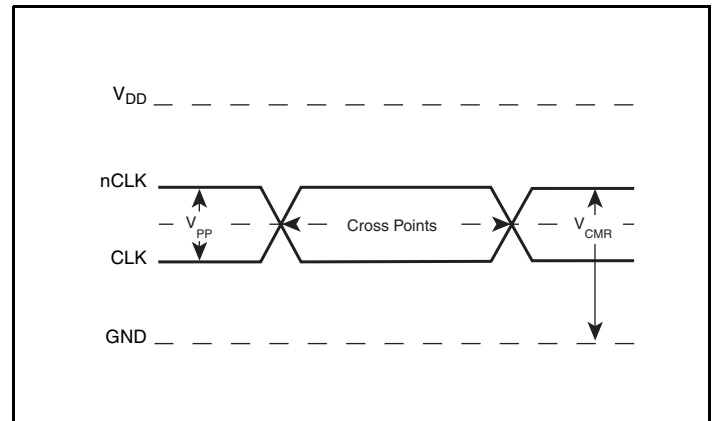 VDD
nCLK
VPP
Cross Points
VCMR
CLK
GND